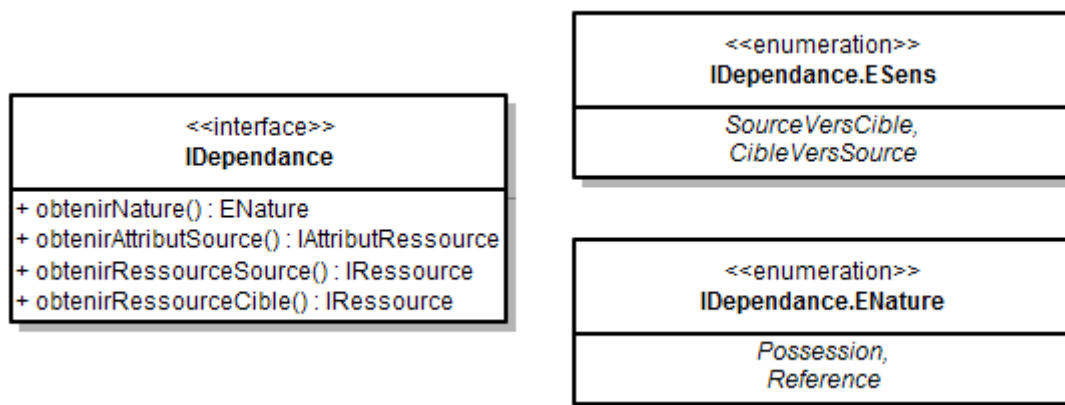 <<interface>>
IDependance
+ obtenirNature() : ENature
+ obtenirAttributSource() : IAttributRessource
+ obtenirRessourceSource() : IRessource
+ obtenirRessourceCible() : IRessource
<<enumeration>>
IDependance.ESens
SourceVersCible,
CibleVersSource
<<enumeration>>
IDependance.ENature
Possession,
Reference